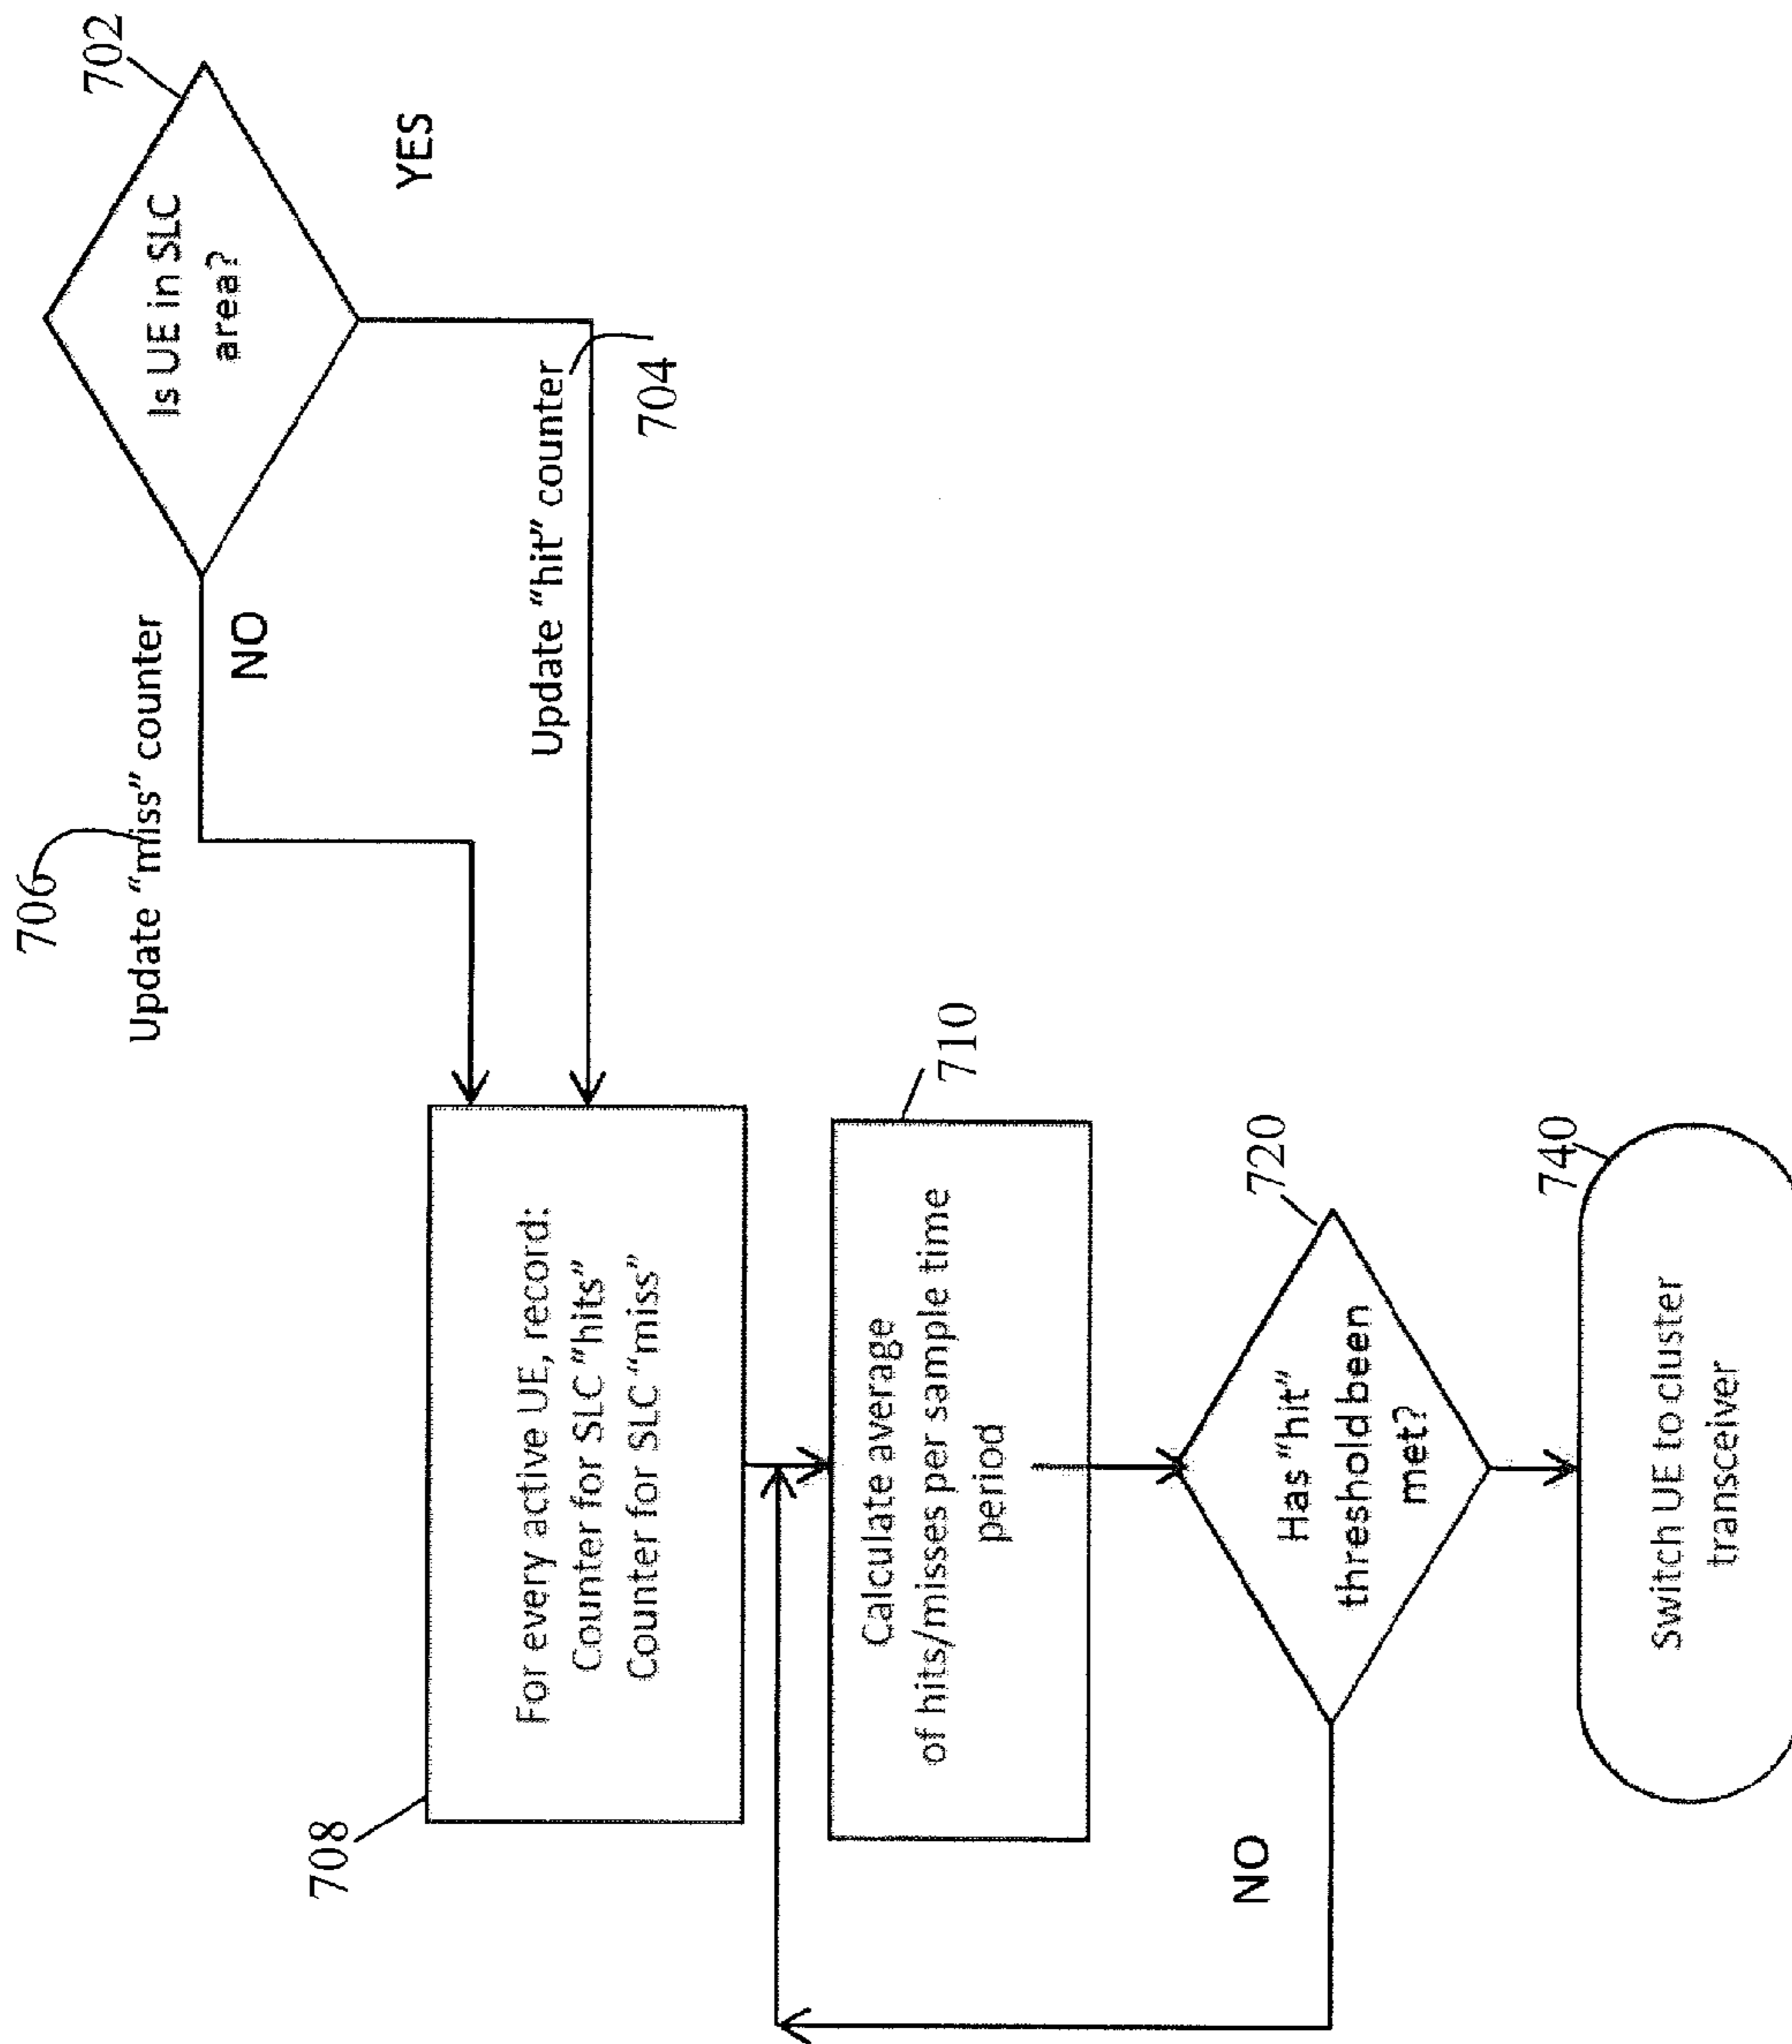 702
Is UE in SLC
area?
YES
NO
706
Update “miss” counter
Update “hit” counter
704
708
For every active UE, record:
Counter for SLC “hits”
Counter for SLC “miss”
710
Calculate average
of hits/misses per sample time
period
720
Has “hit”
threshold been
met?
NO
740
Switch UE to cluster
transceiver